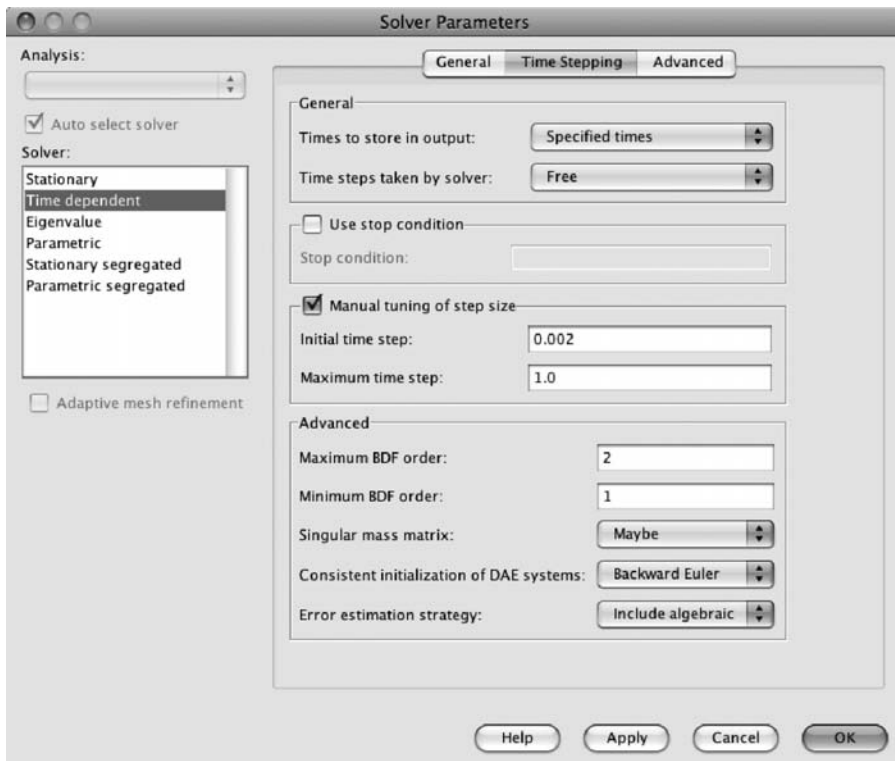 Solver Parameters
Analysis:
Auto select solver
Solver:
Stationary
Time dependent
Eigenvalue
Parametric
Stationary segregated
Parametric segregated
Adaptive mesh refinement
General
Time Stepping
Advanced
General
Times to store in output:
Specified times
Time steps taken by solver:
Free
Use stop condition
Stop condition:
Manual tuning of step size
Initial time step:
0.002
Maximum time step:
1.0
Advanced
Maximum BDF order:
2
Minimum BDF order:
1
Singular mass matrix:
Maybe
Consistent initialization of DAE systems:
Backward Euler
Error estimation strategy:
Include algebraic
Help
Apply
Cancel
OK